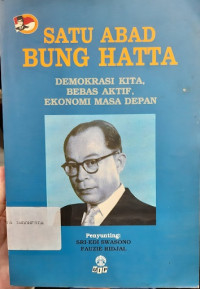 SATU ABAD
BUNG HATTA
DEMOKRASI KITA,
BEBAS AKTIF,
EKONOMI MASA DEPAN
Penyunting:
SRI-EDI SWASONO
FAUZIE RIDJAL